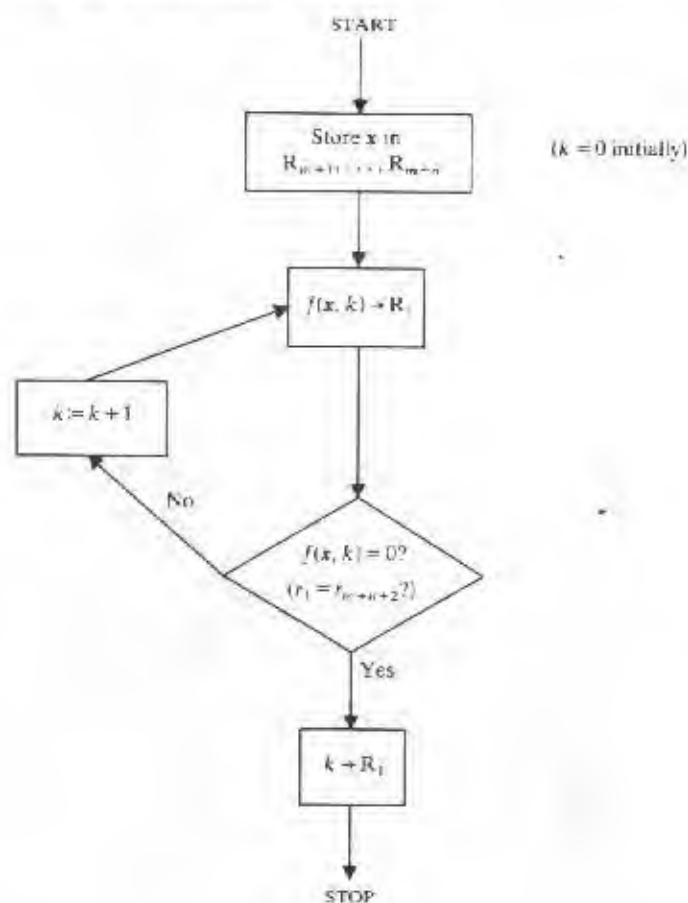 START
Store x in
R_{m+1}, ..., R_{m+n}
(k = 0 initially)
f(x, k) → R_1
k := k + 1
No
f(x, k) = 0?
(r_1 = r_{m+n+2}?)
Yes
k → R_1
STOP